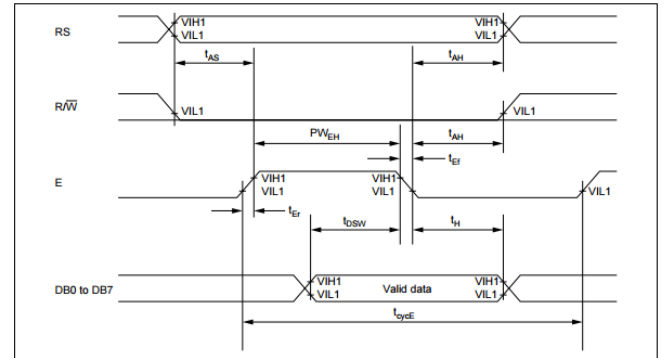 RS
VIH1
VIL1
VIH1
VIL1
tAS
tAH
R/W̅
VIL1
VIL1
PWEH
tAH
tEf
E
VIH1
VIL1
VIH1
VIL1
VIL1
tEr
tDSW
tH
DB0 to DB7
VIH1
VIL1
Valid data
VIH1
VIL1
tcycE